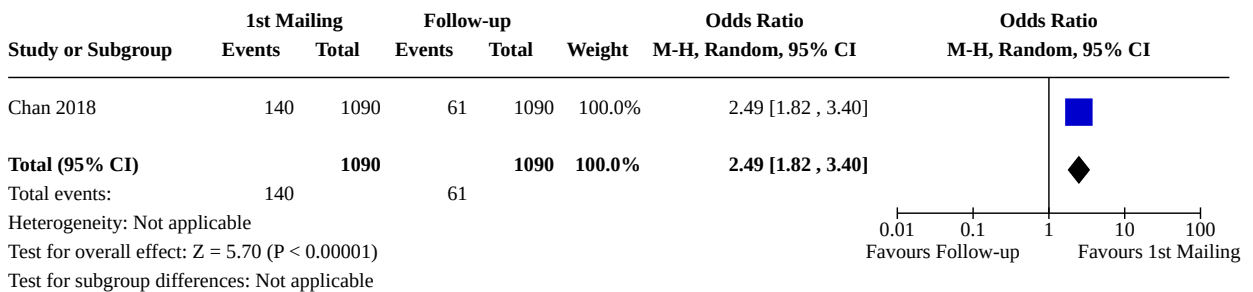 1st Mailing Follow-up Odds Ratio Odds Ratio
Study or Subgroup Events Total Events Total Weight M-H, Random, 95% CI M-H, Random, 95% CI
Chan 2018 140 1090 61 1090 100.0% 2.49 [1.82 , 3.40]
Total (95% CI) 1090 1090 100.0% 2.49 [1.82 , 3.40]
Total events: 140 61
Heterogeneity: Not applicable
0.01 0.1 1 10 100
Test for overall effect: Z = 5.70 (P < 0.00001)
Favours Follow-up Favours 1st Mailing
Test for subgroup differences: Not applicable